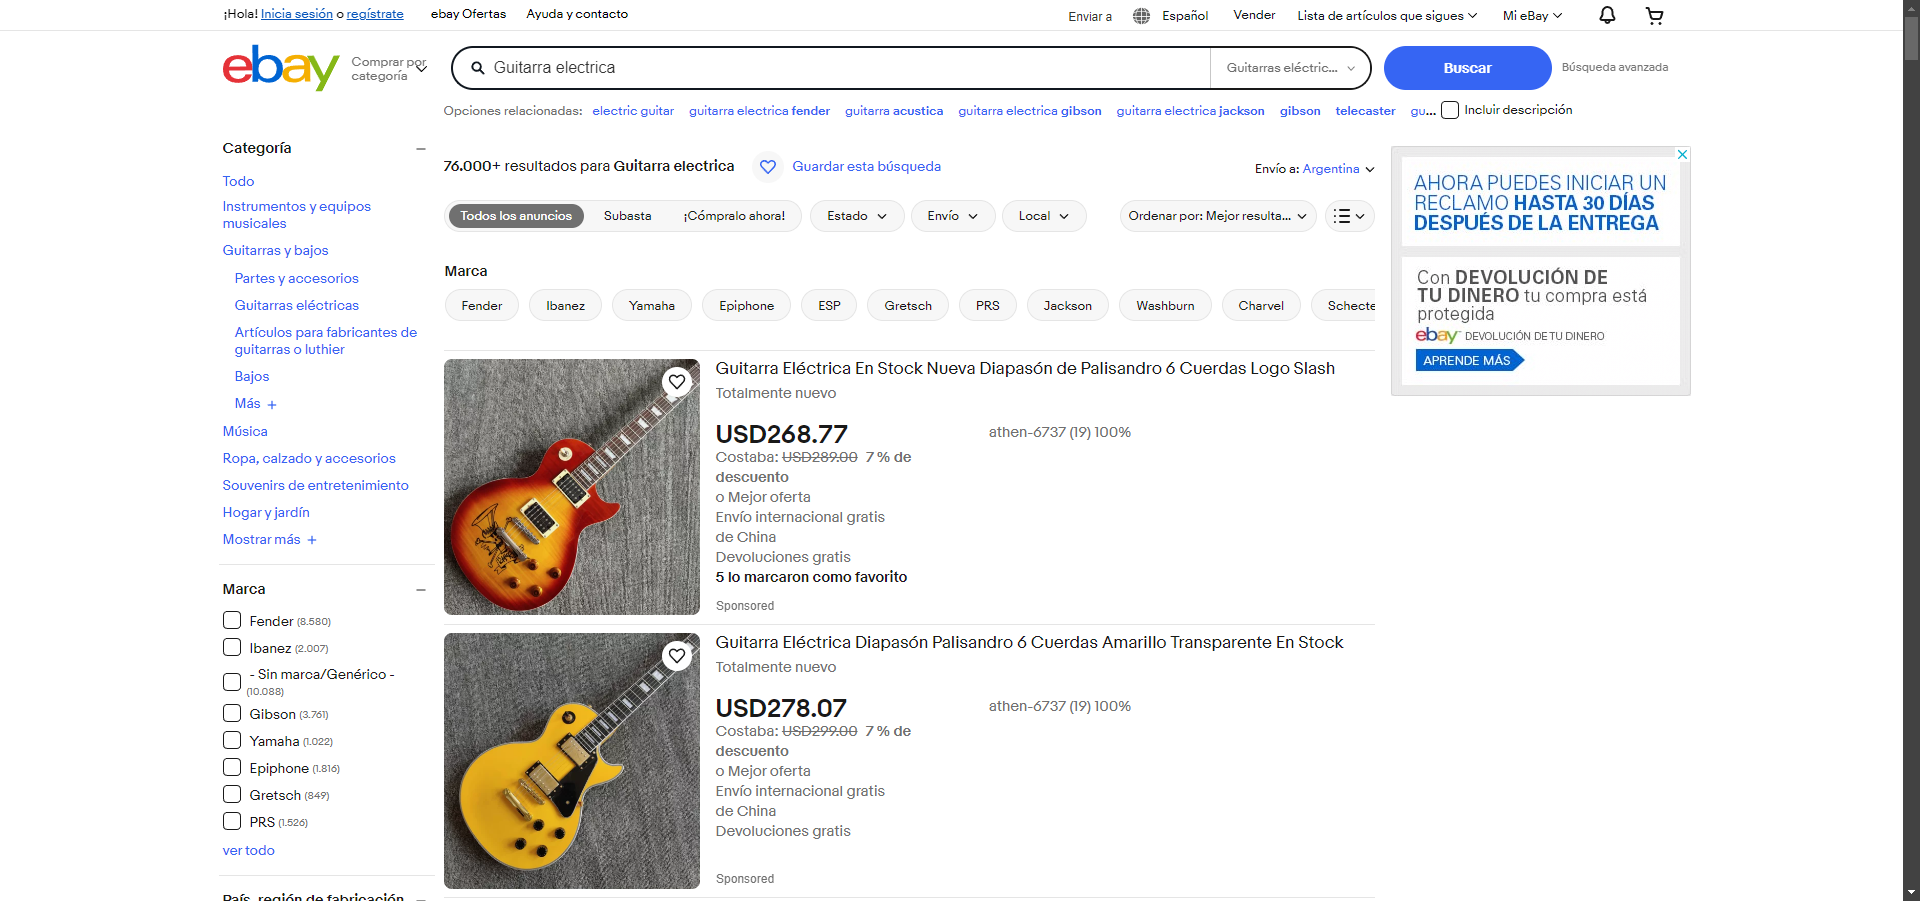 ¡Hola! Inicia sesión o regístrate
ebay Ofertas
Ayuda y contacto
Enviar a
Español
Vender
Lista de artículos que sigues
Mi eBay
ebay
Comprar por
categoría
Guitarra electrica
Guitarras eléctric...
Buscar
Búsqueda avanzada
Opciones relacionadas:
electric guitar
guitarra electrica fender
guitarra acustica
guitarra electrica gibson
guitarra electrica jackson
gibson
telecaster
gu...
Incluir descripción
Categoría
Todo
Instrumentos y equipos
musicales
Guitarras y bajos
Partes y accesorios
Guitarras eléctricas
Artículos para fabricantes de
guitarras o luthier
Bajos
Más +
Música
Ropa, calzado y accesorios
Souvenirs de entretenimiento
Hogar y jardín
Mostrar más +
Marca
Fender (8.580)
Ibanez (2.007)
- Sin marca/Genérico -
(10.088)
Gibson (3.761)
Yamaha (1.022)
Epiphone (1.816)
Gretsch (849)
PRS (1.526)
ver todo
País, región de fabricación
76.000+ resultados para Guitarra electrica
Guardar esta búsqueda
Envío a: Argentina
Todos los anuncios
Subasta
¡Cómpralo ahora!
Estado
Envío
Local
Ordenar por: Mejor resulta...
Marca
Fender
Ibanez
Yamaha
Epiphone
ESP
Gretsch
PRS
Jackson
Washburn
Charvel
Schecte
Guitarra Eléctrica En Stock Nueva Diapasón de Palisandro 6 Cuerdas Logo Slash
Totalmente nuevo
USD268.77
athen-6737 (19) 100%
Costaba: USD289.00 7 % de
descuento
o Mejor oferta
Envío internacional gratis
de China
Devoluciones gratis
5 lo marcaron como favorito
Sponsored
Guitarra Eléctrica Diapasón Palisandro 6 Cuerdas Amarillo Transparente En Stock
Totalmente nuevo
USD278.07
athen-6737 (19) 100%
Costaba: USD299.00 7 % de
descuento
o Mejor oferta
Envío internacional gratis
de China
Devoluciones gratis
Sponsored
AHORA PUEDES INICIAR UN
RECLAMO HASTA 30 DÍAS
DESPUÉS DE LA ENTREGA
Con DEVOLUCIÓN DE
TU DINERO tu compra está
protegida
ebay DEVOLUCIÓN DE TU DINERO
APRENDE MÁS